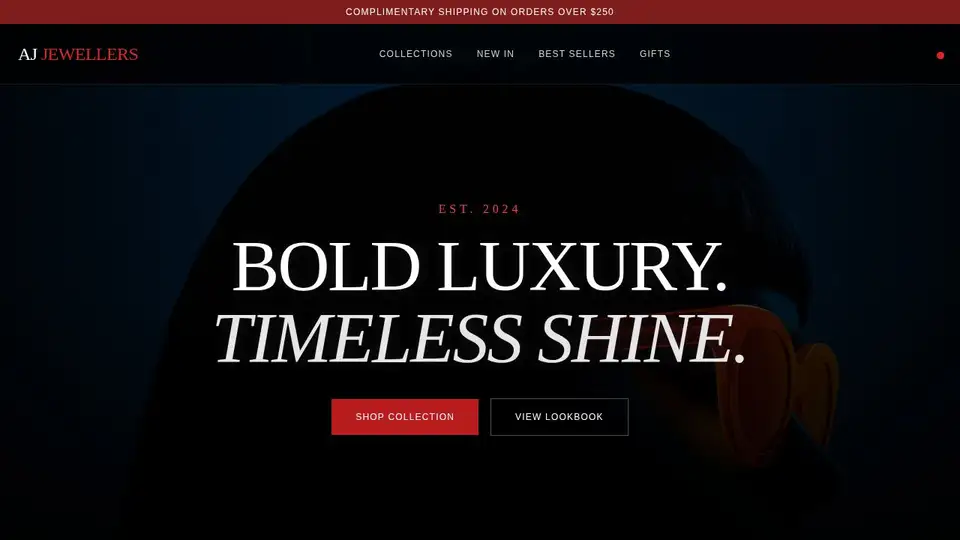 COMPLIMENTARY SHIPPING ON ORDERS OVER $250
AJ JEWELLERS
COLLECTIONS
NEW IN
BEST SELLERS
GIFTS
EST. 2024
BOLD LUXURY.
TIMELESS SHINE.
SHOP COLLECTION
VIEW LOOKBOOK